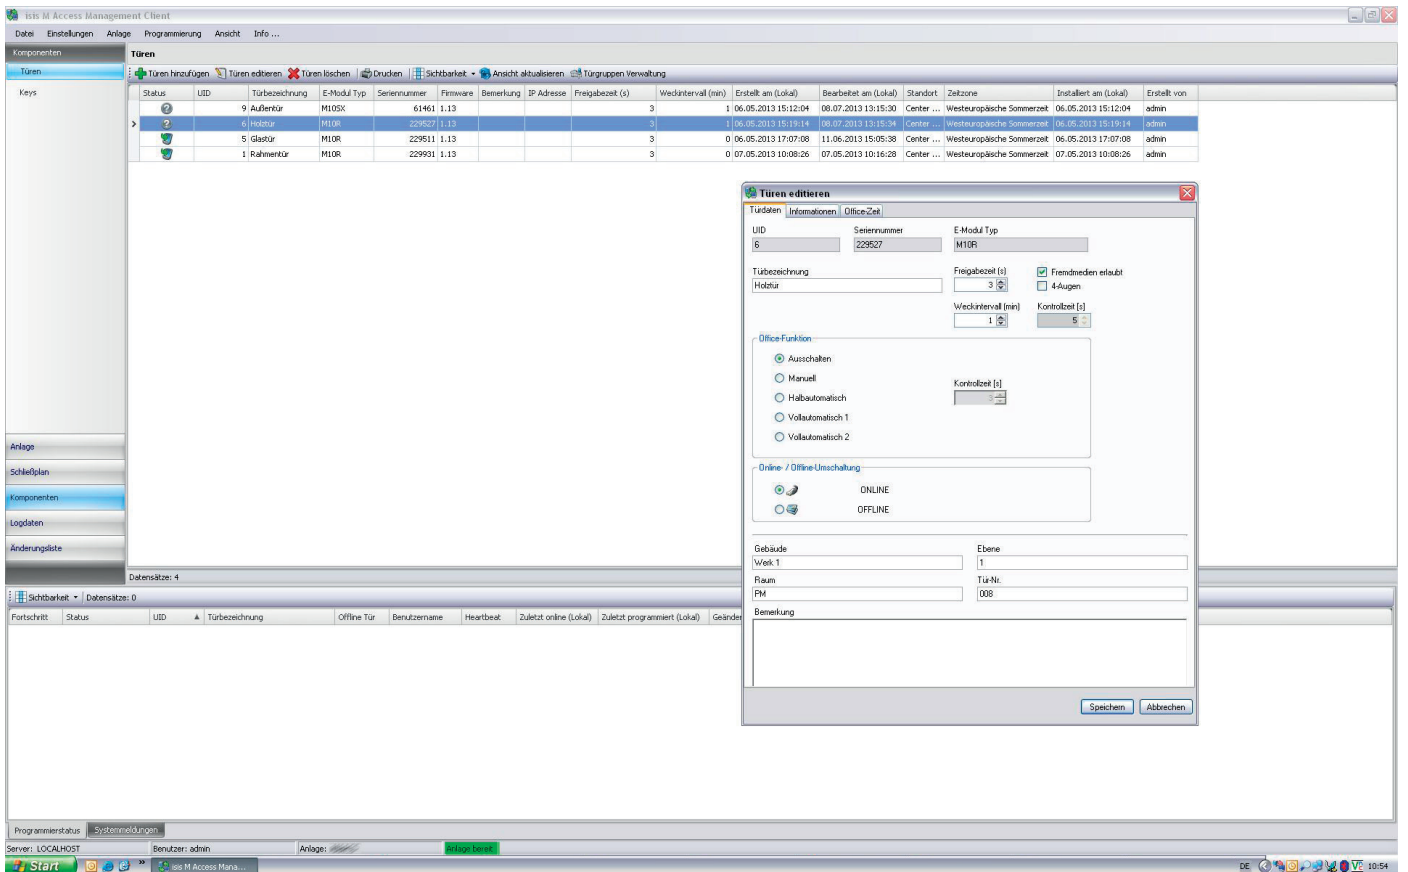 isis M Access Management Client
Datei Einstellungen Anlage Programmierung Ansicht Info ...
Komponenten
Türen
Keys
Türen
Türen hinzufügen Türen editieren Türen löschen Drucken Sichtbarkeit Ansicht aktualisieren Türgruppen Verwaltung
Status UID Türbezeichnung E-Modul Typ Seriennummer Firmware Bemerkung IP Adresse Freigabezeit (s) Weckintervall (min) Erstellt am (Lokal) Bearbeitet am (Lokal) Standort Zeitzone Installiert am (Lokal) Erstellt von
9 Außentür M10SX 61461 1.13 3 1 06.05.2013 15:12:04 08.07.2013 13:15:30 Center ... Westeuropäische Sommerzeit 06.05.2013 15:12:04 admin
6 Holztür M10R 229527 1.13 3 1 06.05.2013 15:19:14 08.07.2013 13:15:34 Center ... Westeuropäische Sommerzeit 06.05.2013 15:19:14 admin
5 Glastür M10R 229511 1.13 3 0 06.05.2013 17:07:08 11.06.2013 15:05:38 Center ... Westeuropäische Sommerzeit 06.05.2013 17:07:08 admin
1 Rahmentür M10R 229931 1.13 3 0 07.05.2013 10:08:26 07.05.2013 10:16:28 Center ... Westeuropäische Sommerzeit 07.05.2013 10:08:26 admin
Anlage
Schließplan
Komponenten
Logdaten
Änderungsliste
Datensätze: 4
Türen editieren
Türdaten Informationen Office-Zeit
UID Seriennummer E-Modul Typ
6 229527 M10R
Türbezeichnung Freigabezeit (s) Fremdmedien erlaubt
Holztür 3 4-Augen
Weckintervall (min) Kontrollzeit [s]
1 5
Office-Funktion
Ausschalten
Manuell
Kontrollzeit [s]
Halbautomatisch 3
Vollautomatisch 1
Vollautomatisch 2
Online- / Offline-Umschaltung
ONLINE
OFFLINE
Gebäude Ebene
Werk 1 1
Raum Tür-Nr.
PM 008
Bemerkung
Speichern Abbrechen
Sichtbarkeit Datensätze: 0
Fortschritt Status UID Türbezeichnung Offline Tür Benutzername Heartbeat Zuletzt online (Lokal) Zuletzt programmiert (Lokal) Geänder
Programmierstatus Systemmeldungen
Server: LOCALHOST Benutzer: admin Anlage: Anlage bereit
Start » isis M Access Mana... DE 10:54